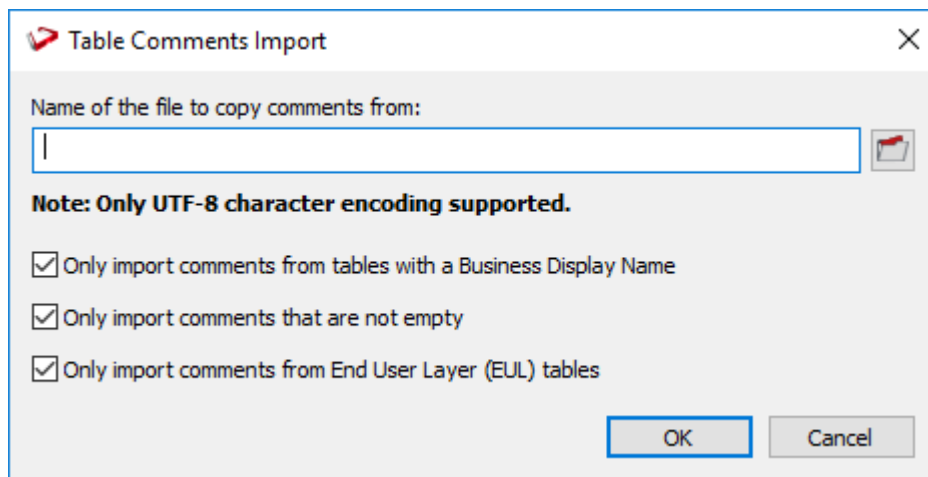 Table Comments Import
Name of the file to copy comments from:
Note: Only UTF-8 character encoding supported.
Only import comments from tables with a Business Display Name
Only import comments that are not empty
Only import comments from End User Layer (EUL) tables
OK Cancel